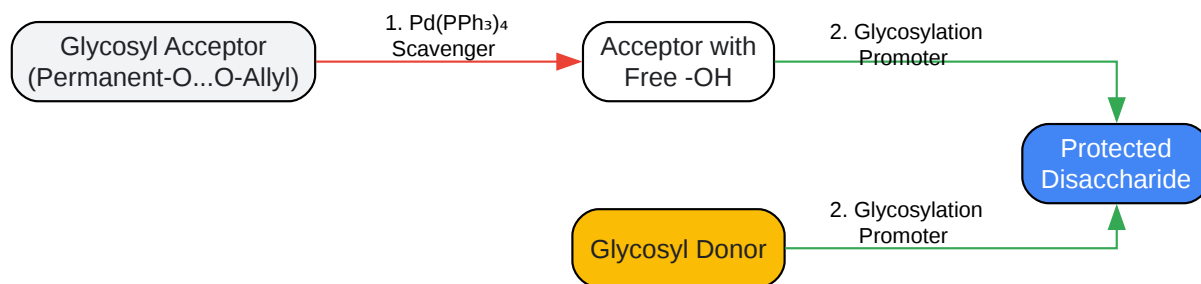 Glycosyl Acceptor
(Permanent-O...O-Allyl)
1. Pd(PPh₃)₄
Scavenger
Acceptor with
Free -OH
2. Glycosylation
Promoter
Protected
Disaccharide
Glycosyl Donor
2. Glycosylation
Promoter